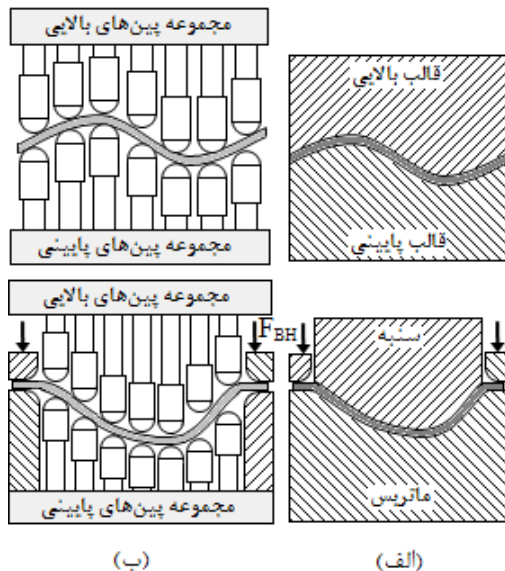 مجموعه پین‌های بالایی
قالب بالایی
قالب پایینی
مجموعه پین‌های پایینی
مجموعه پین‌های بالایی
F_BH
سنبه
ماتریس
مجموعه پین‌های پایینی
(الف)
(ب)